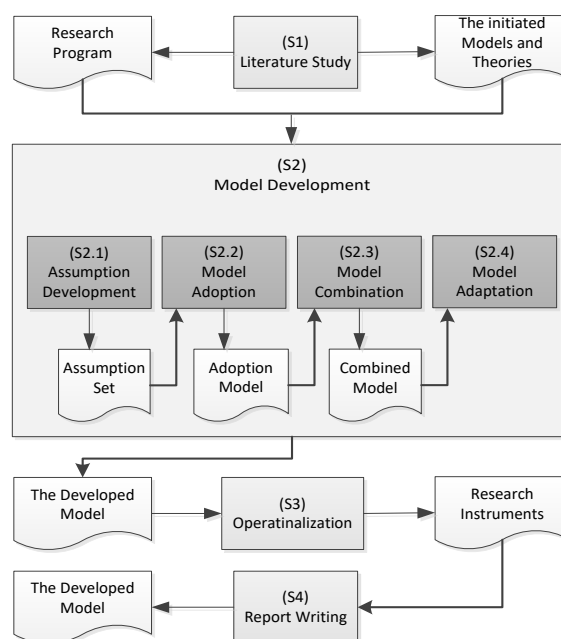 Research
Program
(S1)
Literature Study
The initiated
Models and
Theories
(S2)
Model Development
(S2.1)
Assumption
Development
(S2.2)
Model
Adoption
(S2.3)
Model
Combination
(S2.4)
Model
Adaptation
Assumption
Set
Adoption
Model
Combined
Model
The Developed
Model
(S3)
Operatinalization
Research
Instruments
The Developed
Model
(S4)
Report Writing